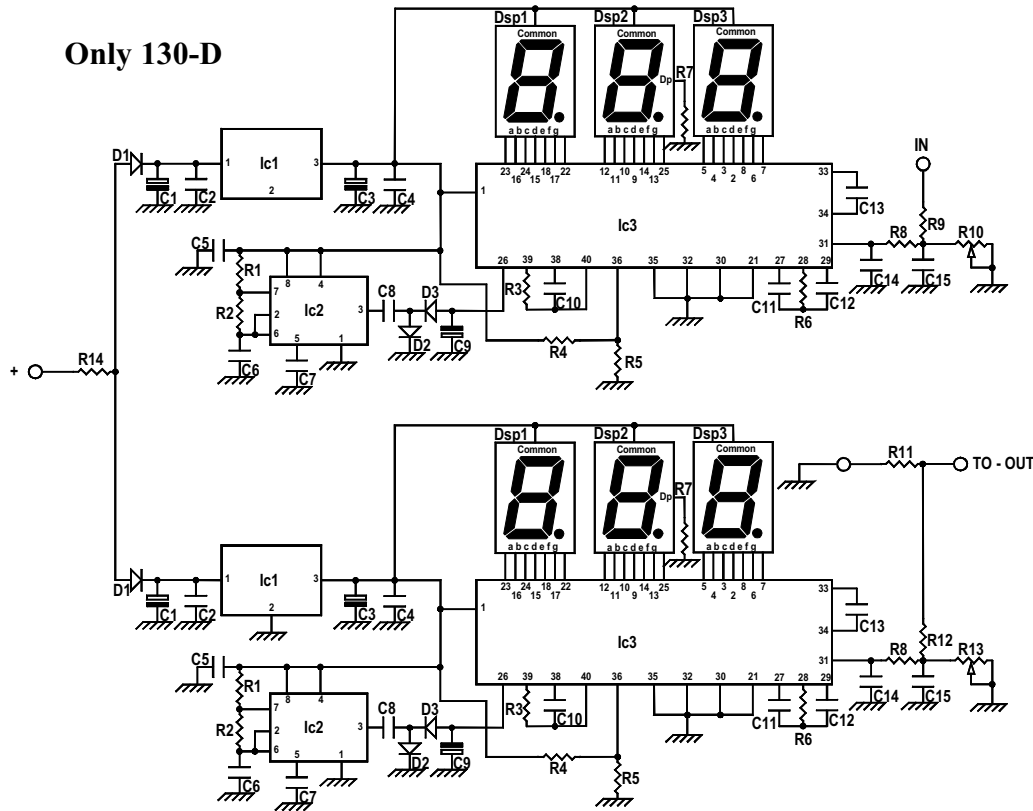 Only 130-D
Dsp1 Dsp2 Dsp3
Common Common Common
Dp R7
a b c d e f g a b c d e f g a b c d e f g
D1 1 Ic1 3
2
C1 C2 C3 C4
23 16 24 15 18 17 22 12 11 10 9 14 13 25 5 4 3 2 8 6 7
1 Ic3 33
34
31
C13
IN
R9
R8 R10
C14 C15
26 39 38 40 36 35 32 30 21 27 28 29
C5
R1
R2
8 4
7
2
6
Ic2 3
5 1
C6 C7
C8 D3
D2 C9
R3 C10
R4
R5
C11 R6 C12
+ R14
Dsp1 Dsp2 Dsp3
Common Common Common
Dp R7
a b c d e f g a b c d e f g a b c d e f g
R11 TO - OUT
D1 1 Ic1 3
2
C1 C2 C3 C4
23 16 24 15 18 17 22 12 11 10 9 14 13 25 5 4 3 2 8 6 7
1 Ic3 33
34
31
C13
R12
R8 R13
C14 C15
26 39 38 40 36 35 32 30 21 27 28 29
C5
R1
R2
8 4
7
2
6
Ic2 3
5 1
C6 C7
C8 D3
D2 C9
R3 C10
R4
R5
C11 R6 C12